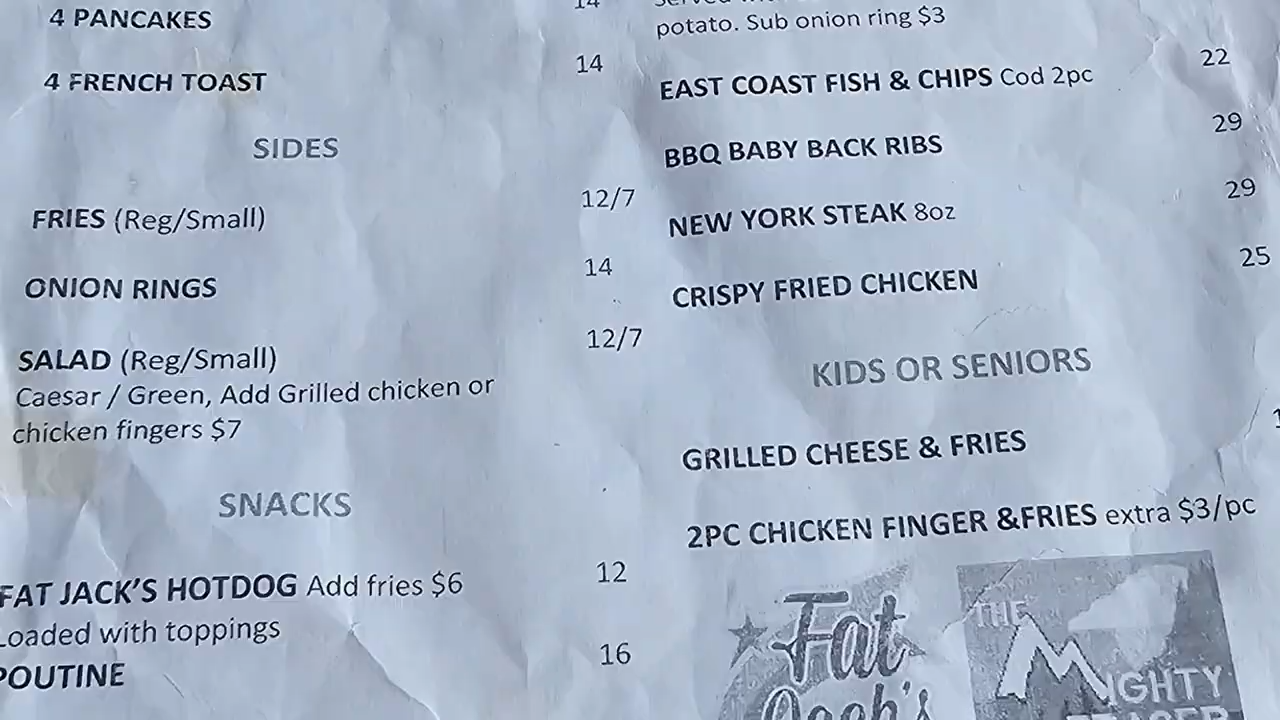 4 PANCAKES 14
4 FRENCH TOAST 14
SIDES
FRIES (Reg/Small) 12/7
ONION RINGS 14
SALAD (Reg/Small) 12/7
Caesar / Green, Add Grilled chicken or
chicken fingers $7
SNACKS
FAT JACK'S HOTDOG Add fries $6 12
Loaded with toppings
POUTINE 16
potato. Sub onion ring $3
EAST COAST FISH & CHIPS Cod 2pc 22
BBQ BABY BACK RIBS 29
NEW YORK STEAK 8oz 29
CRISPY FRIED CHICKEN 25
KIDS OR SENIORS
GRILLED CHEESE & FRIES
2PC CHICKEN FINGER &FRIES extra $3/pc
Fat
THE
MIGHTY